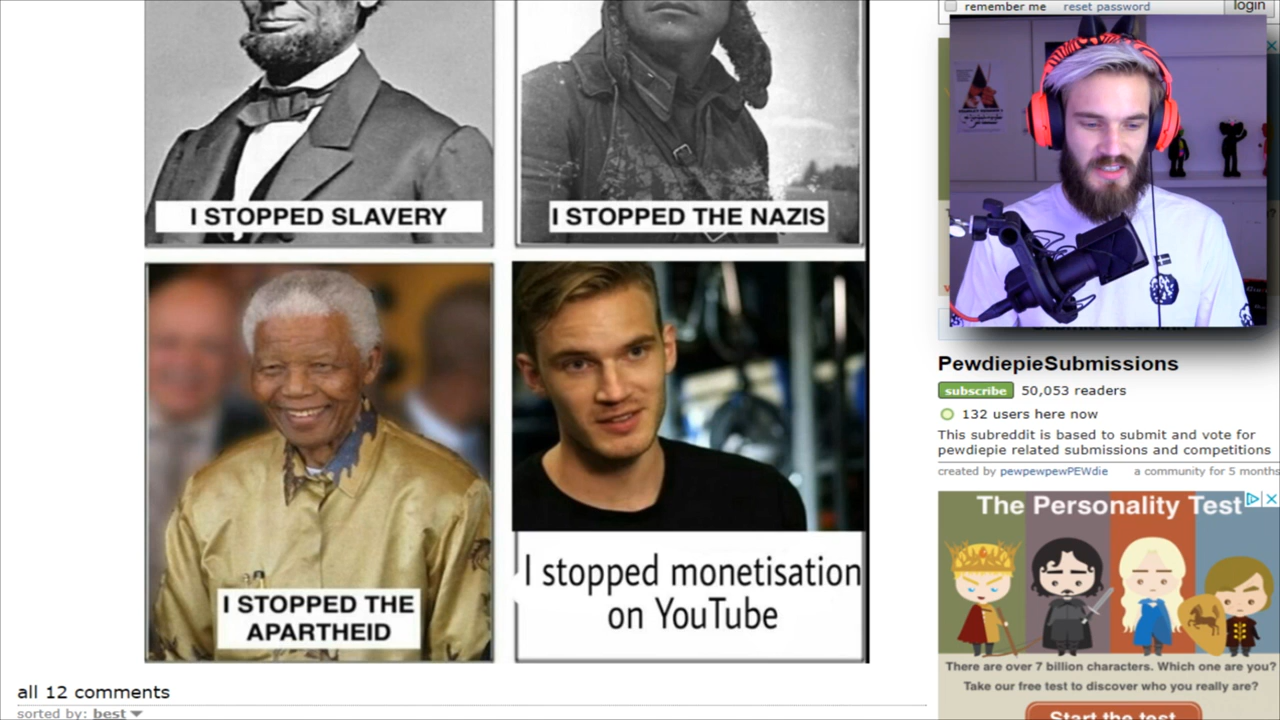 remember me reset password login
I STOPPED SLAVERY
I STOPPED THE NAZIS
I STOPPED THE
APARTHEID
I stopped monetisation
on YouTube
all 12 comments
sorted by: best
PewdiepieSubmissions
subscribe 50,053 readers
132 users here now
This subreddit is based to submit and vote for
pewdiepie related submissions and competitions
created by pewpewpewPEWdie a community for 5 months
The Personality Test
There are over 7 billion characters. Which one are you?
Take our free test to discover who you really are?
Start the test